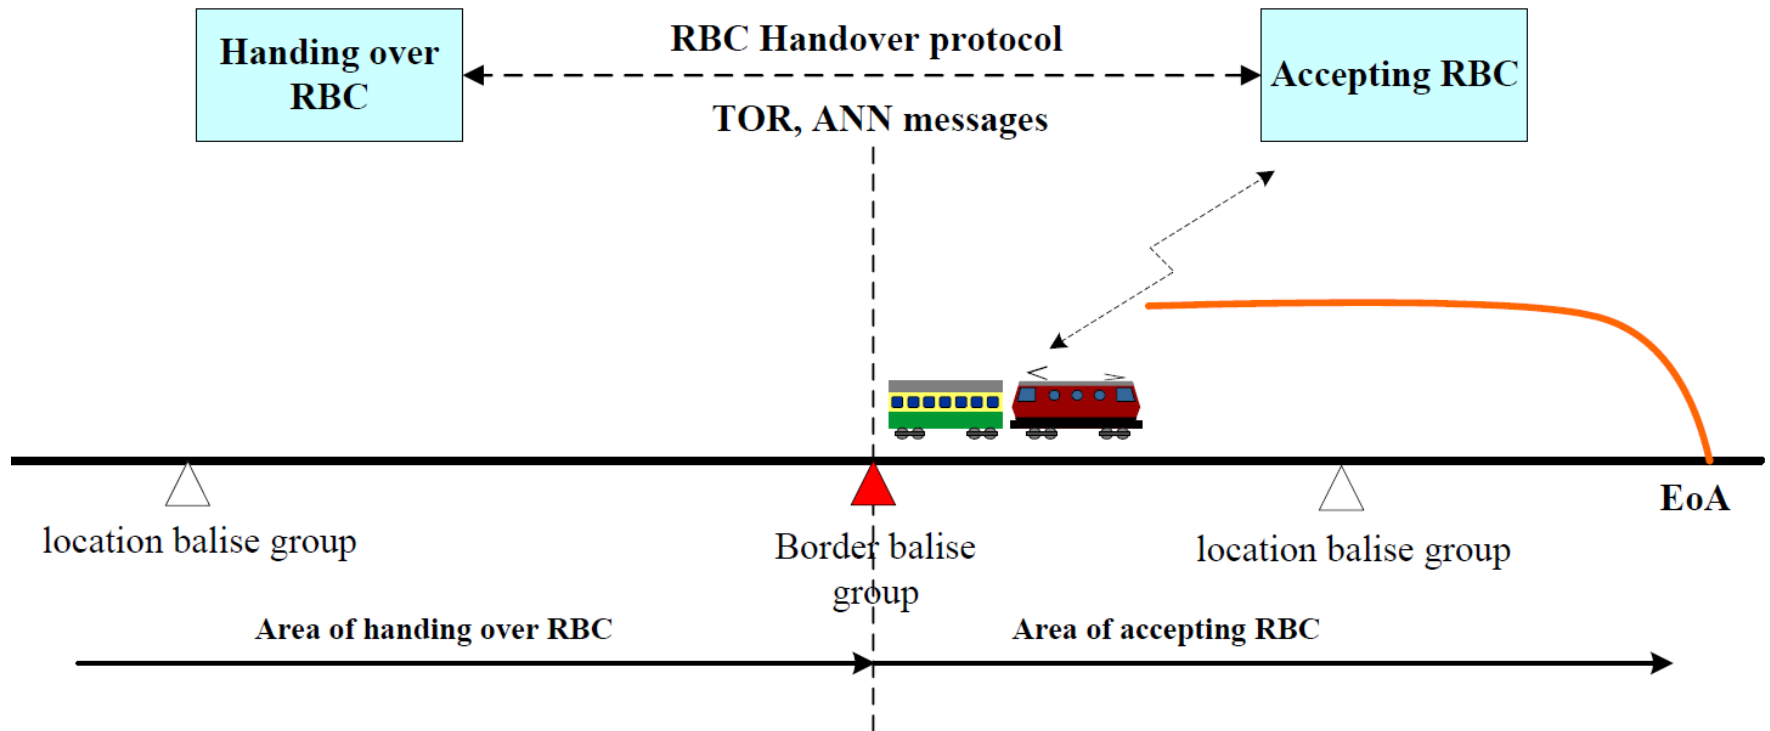 Handing over
RBC
RBC Handover protocol
Accepting RBC
TOR, ANN messages
EoA
location balise group
Border balise
group
location balise group
Area of handing over RBC
Area of accepting RBC